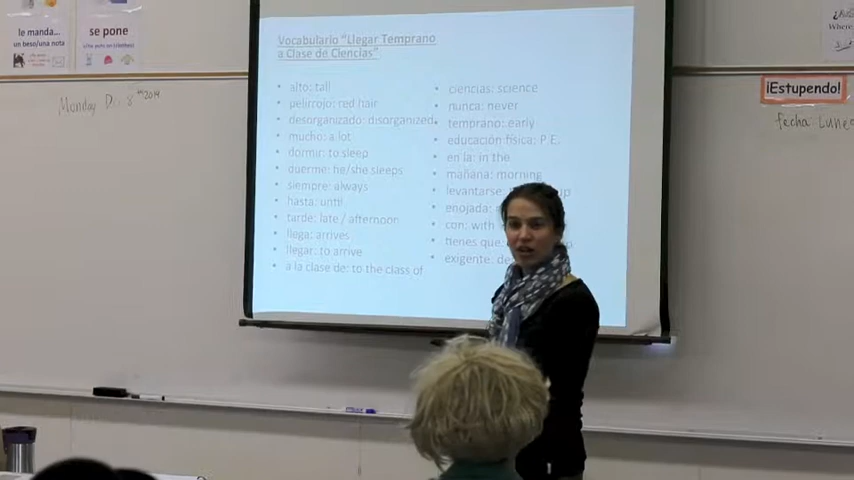 le manda...
un beso/una nota
se pone
Monday Dec 8th 2014
Vocabulario "Llegar Temprano
a Clase de Ciencias"
• alto: tall
• pelirrojo: red hair
• desorganizado: disorganized
• mucho: a lot
• dormir: to sleep
• duerme: he/she sleeps
• siempre: always
• hasta: until
• tarde: late / afternoon
• llega: arrives
• llegar: to arrive
• a la clase de: to the class of
• ciencias: science
• nunca: never
• temprano: early
• educación física: P.E.
• en la: in the
• mañana: morning
• levantarse:
• enojada:
• con: with
• tienes que:
• exigente: de
¡Estupendo!
fecha: Lunes